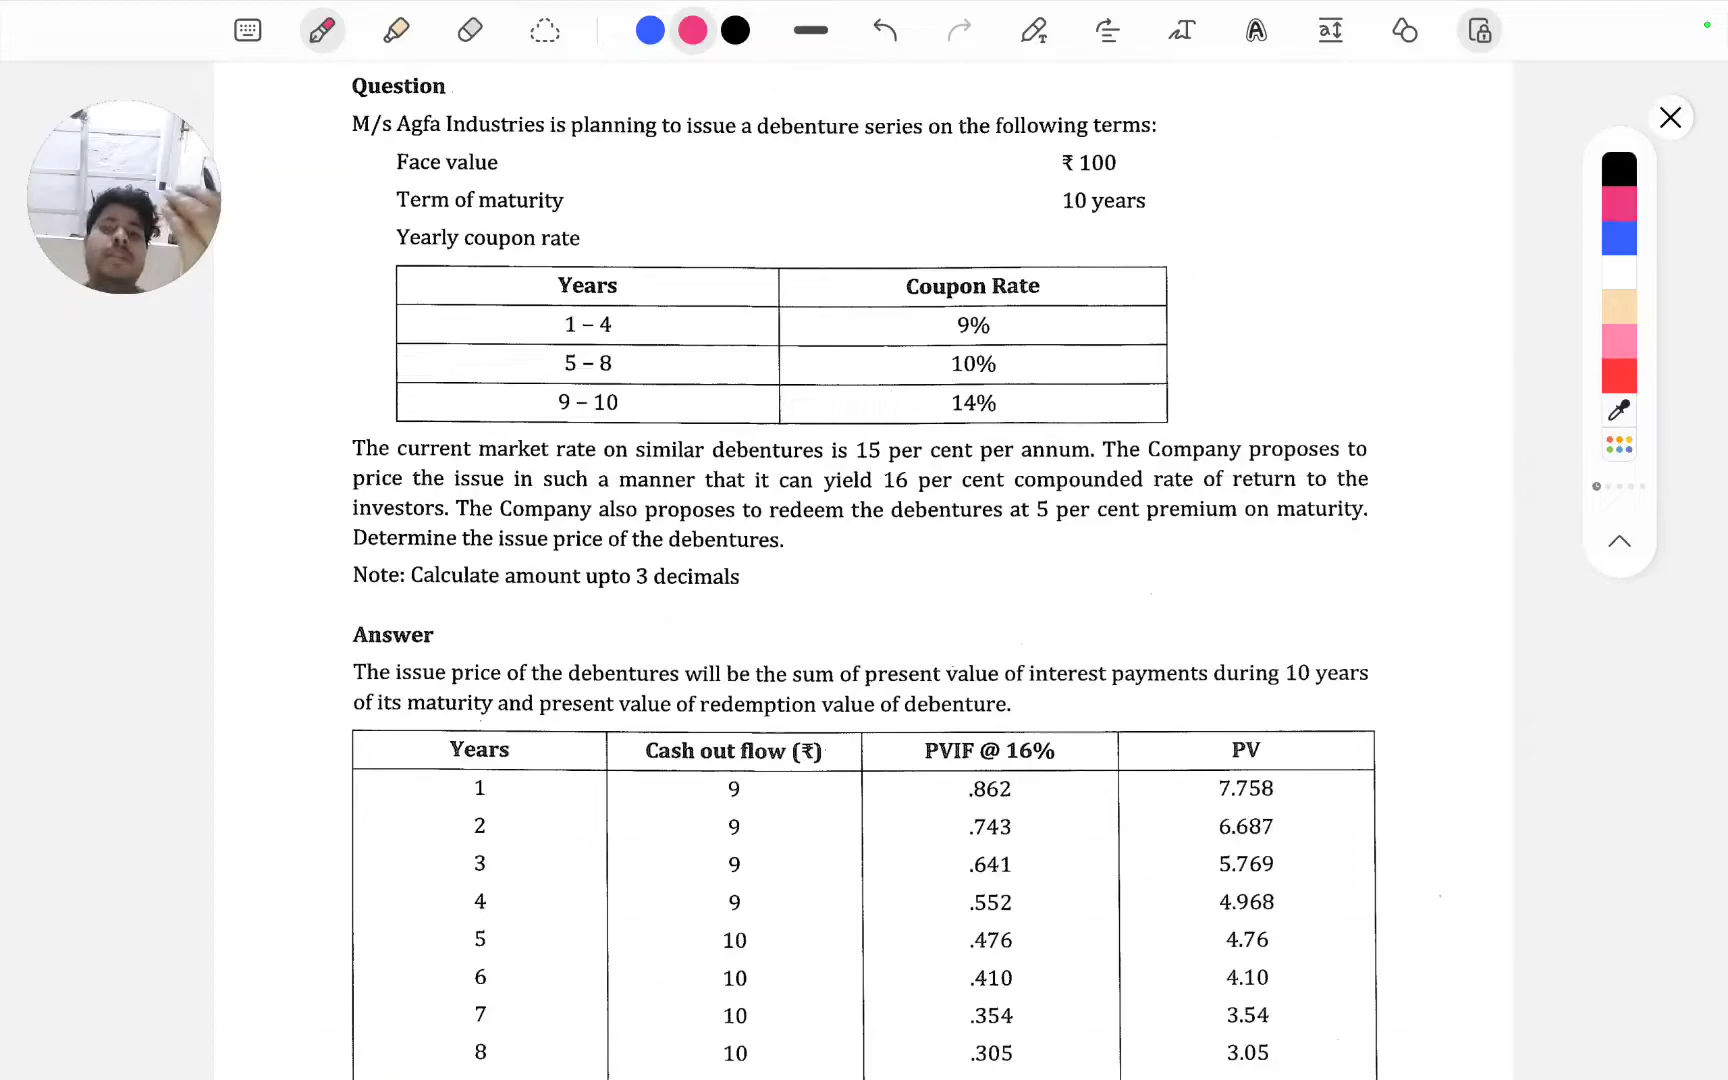 Question
M/s Agfa Industries is planning to issue a debenture series on the following terms:
Face value ₹ 100
Term of maturity 10 years
Yearly coupon rate
Years Coupon Rate
1 – 4 9%
5 – 8 10%
9 – 10 14%
The current market rate on similar debentures is 15 per cent per annum. The Company proposes to
price the issue in such a manner that it can yield 16 per cent compounded rate of return to the
investors. The Company also proposes to redeem the debentures at 5 per cent premium on maturity.
Determine the issue price of the debentures.
Note: Calculate amount upto 3 decimals
Answer
The issue price of the debentures will be the sum of present value of interest payments during 10 years
of its maturity and present value of redemption value of debenture.
Years Cash out flow (₹) PVIF @ 16% PV
1 9 .862 7.758
2 9 .743 6.687
3 9 .641 5.769
4 9 .552 4.968
5 10 .476 4.76
6 10 .410 4.10
7 10 .354 3.54
8 10 .305 3.05